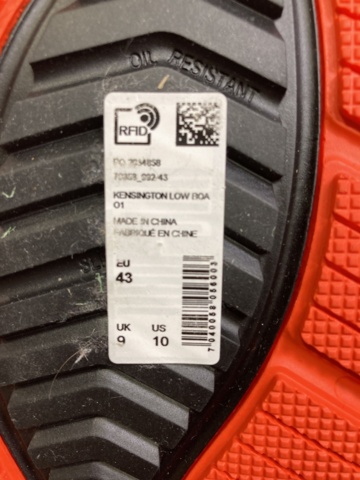 OIL RESISTANT
RFID
KENSINGTON LOW BOA
01
MADE IN CHINA
FABRIQUÉ EN CHINE
EU
43
UK US
9 10
7040058056003